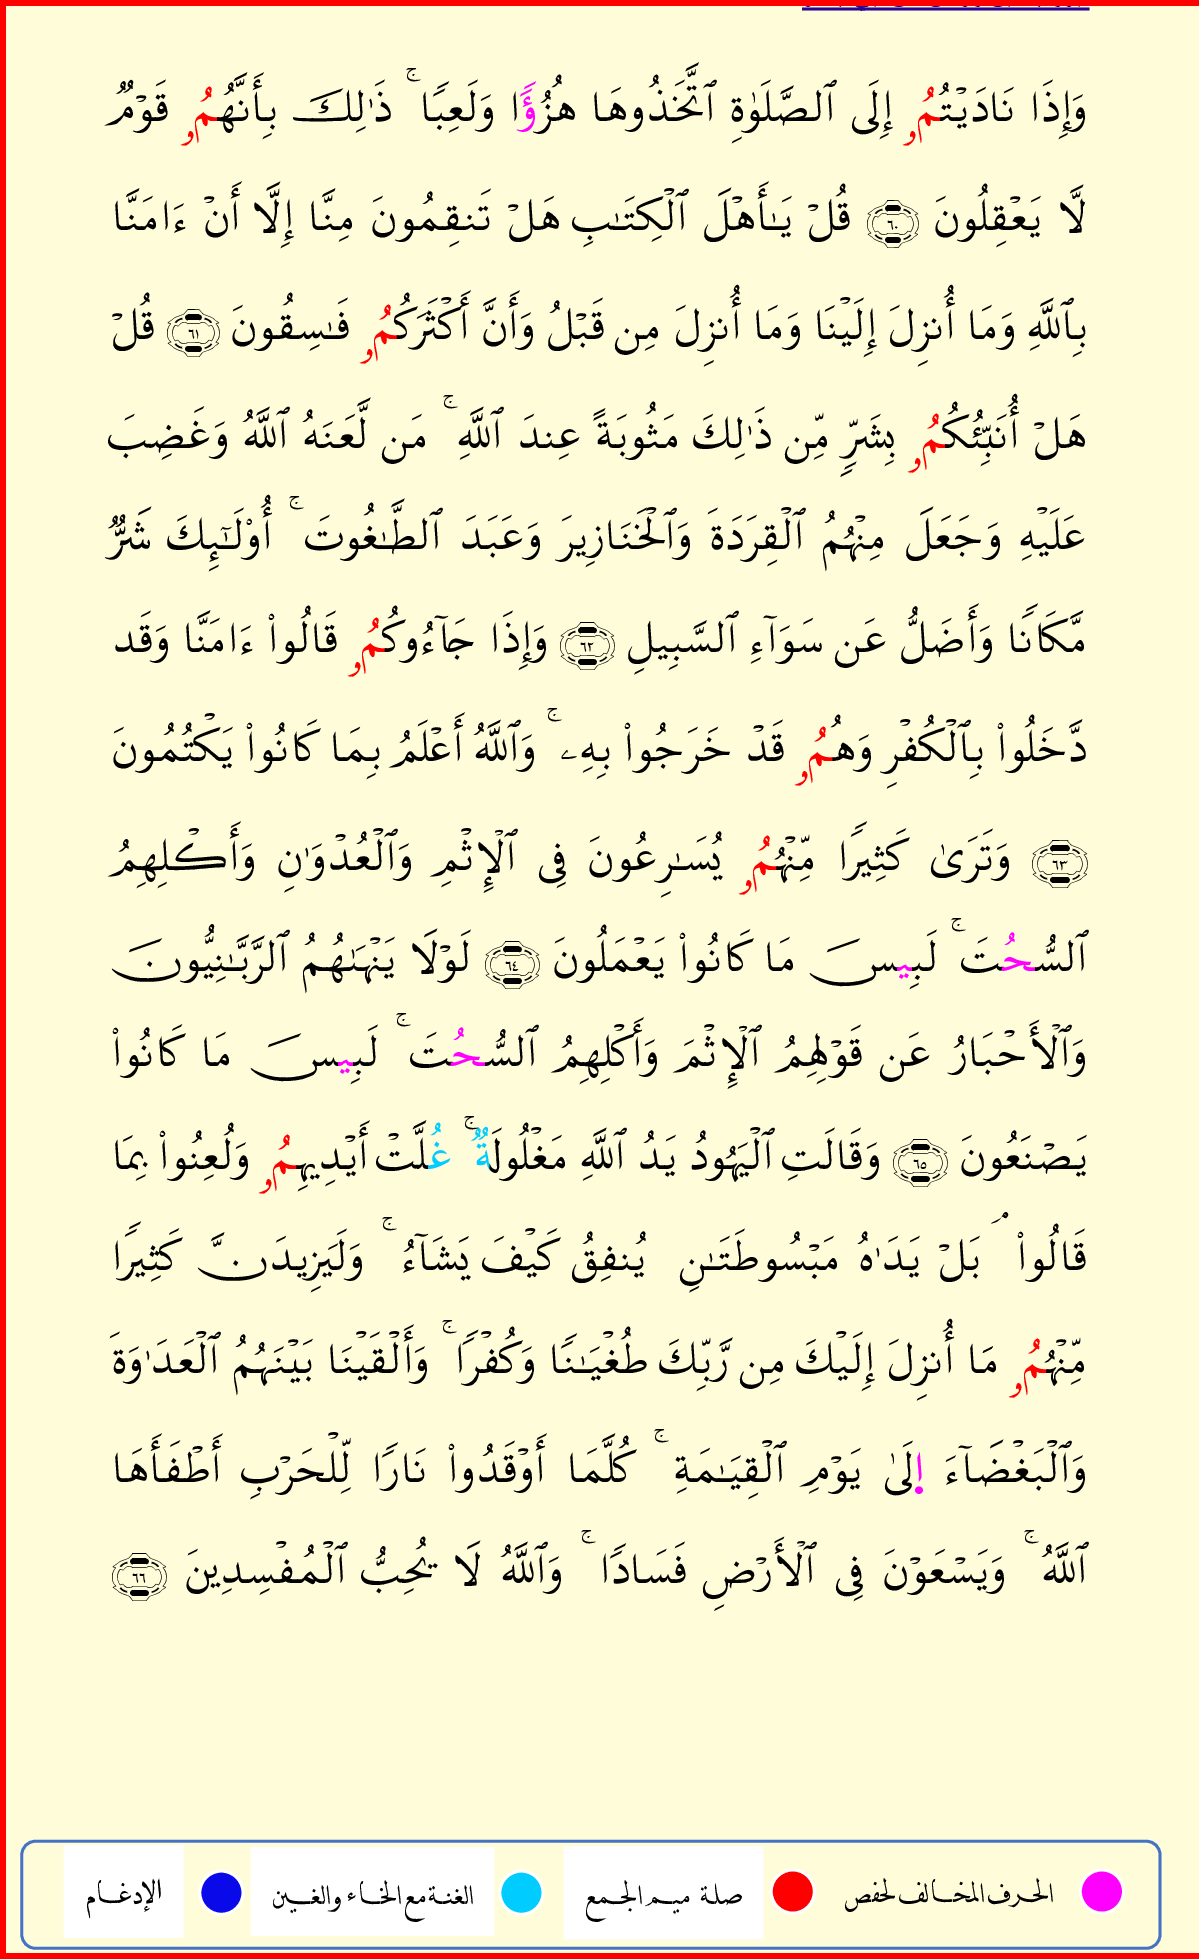 وَإِذَا نَادَيْتُمُۥ إِلَى ٱلصَّلَوٰةِ ٱتَّخَذُوهَا هُزُؤًا وَلَعِبًا ۚ ذَٰلِكَ بِأَنَّهُمُۥ قَوْمٌ
لَّا يَعْقِلُونَ ٦٠ قُلْ يَـٰٓأَهْلَ ٱلْكِتَـٰبِ هَلْ تَنقِمُونَ مِنَّا إِلَّا أَنْ ءَامَنَّا
بِٱللَّهِ وَمَا أُنزِلَ إِلَيْنَا وَمَا أُنزِلَ مِن قَبْلُ وَأَنَّ أَكْثَرَكُمُۥ فَـٰسِقُونَ ٦١ قُلْ
هَلْ أُنَبِّئُكُمُۥ بِشَرٍّ مِّن ذَٰلِكَ مَثُوبَةً عِندَ ٱللَّهِ ۚ مَن لَّعَنَهُ ٱللَّهُ وَغَضِبَ
عَلَيْهِ وَجَعَلَ مِنْهُمُ ٱلْقِرَدَةَ وَٱلْخَنَازِيرَ وَعَبَدَ ٱلطَّـٰغُوتَ ۚ أُوْلَـٰٓئِكَ شَرٌّ
مَّكَانًا وَأَضَلُّ عَن سَوَآءِ ٱلسَّبِيلِ ٦٢ وَإِذَا جَآءُوكُمُۥ قَالُواْ ءَامَنَّا وَقَد
دَّخَلُواْ بِٱلْكُفْرِ وَهُمُۥ قَدْ خَرَجُواْ بِهِۦ ۚ وَٱللَّهُ أَعْلَمُ بِمَا كَانُواْ يَكْتُمُونَ
٦٣ وَتَرَىٰ كَثِيرًا مِّنْهُمُۥ يُسَـٰرِعُونَ فِى ٱلْإِثْمِ وَٱلْعُدْوَٰنِ وَأَكْلِهِمُ
ٱلسُّحُتَ ۚ لَبِيسَ مَا كَانُواْ يَعْمَلُونَ ٦٤ لَوْلَا يَنْهَىٰهُمُ ٱلرَّبَّـٰنِيُّونَ
وَٱلْأَحْبَارُ عَن قَوْلِهِمُ ٱلْإِثْمَ وَأَكْلِهِمُ ٱلسُّحُتَ ۚ لَبِيسَ مَا كَانُواْ
يَصْنَعُونَ ٦٥ وَقَالَتِ ٱلْيَهُودُ يَدُ ٱللَّهِ مَغْلُولَةٌ ۚ غُلَّتْ أَيْدِيهِمُۥ وَلُعِنُواْ بِمَا
قَالُواْ ۘ بَلْ يَدَٰهُ مَبْسُوطَتَـٰنِ يُنفِقُ كَيْفَ يَشَآءُ ۚ وَلَيَزِيدَنَّ كَثِيرًا
مِّنْهُمُۥ مَا أُنزِلَ إِلَيْكَ مِن رَّبِّكَ طُغْيَـٰنًا وَكُفْرًا ۚ وَأَلْقَيْنَا بَيْنَهُمُ ٱلْعَدَٰوَةَ
وَٱلْبَغْضَآءَ اِلَىٰ يَوْمِ ٱلْقِيَـٰمَةِ ۚ كُلَّمَا أَوْقَدُواْ نَارًا لِّلْحَرْبِ أَطْفَأَهَا
ٱللَّهُ ۚ وَيَسْعَوْنَ فِى ٱلْأَرْضِ فَسَادًا ۚ وَٱللَّهُ لَا يُحِبُّ ٱلْمُفْسِدِينَ ٦٦
الحرف المخالف لحفص صلة ميم الجمع الغنة مع الخاء والغين الإدغام